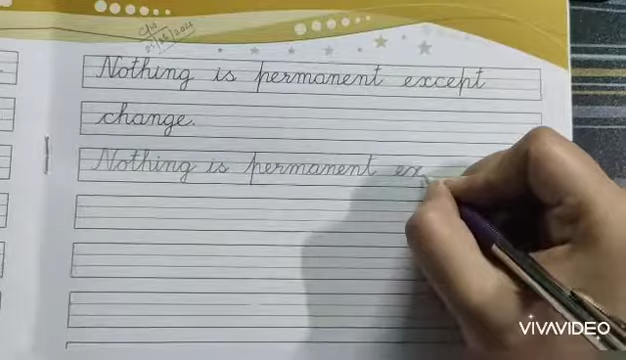 C/W
Nothing is permanent except
change.
Nothing is permanent ex
VIVAVIDEO